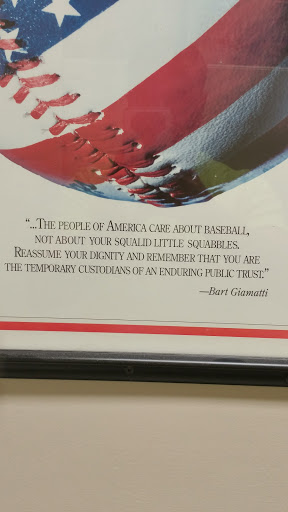 “...The people of America care about baseball,
not about your squalid little squabbles.
Reassume your dignity and remember that you are
the temporary custodians of an enduring public trust.”
—Bart Giamatti